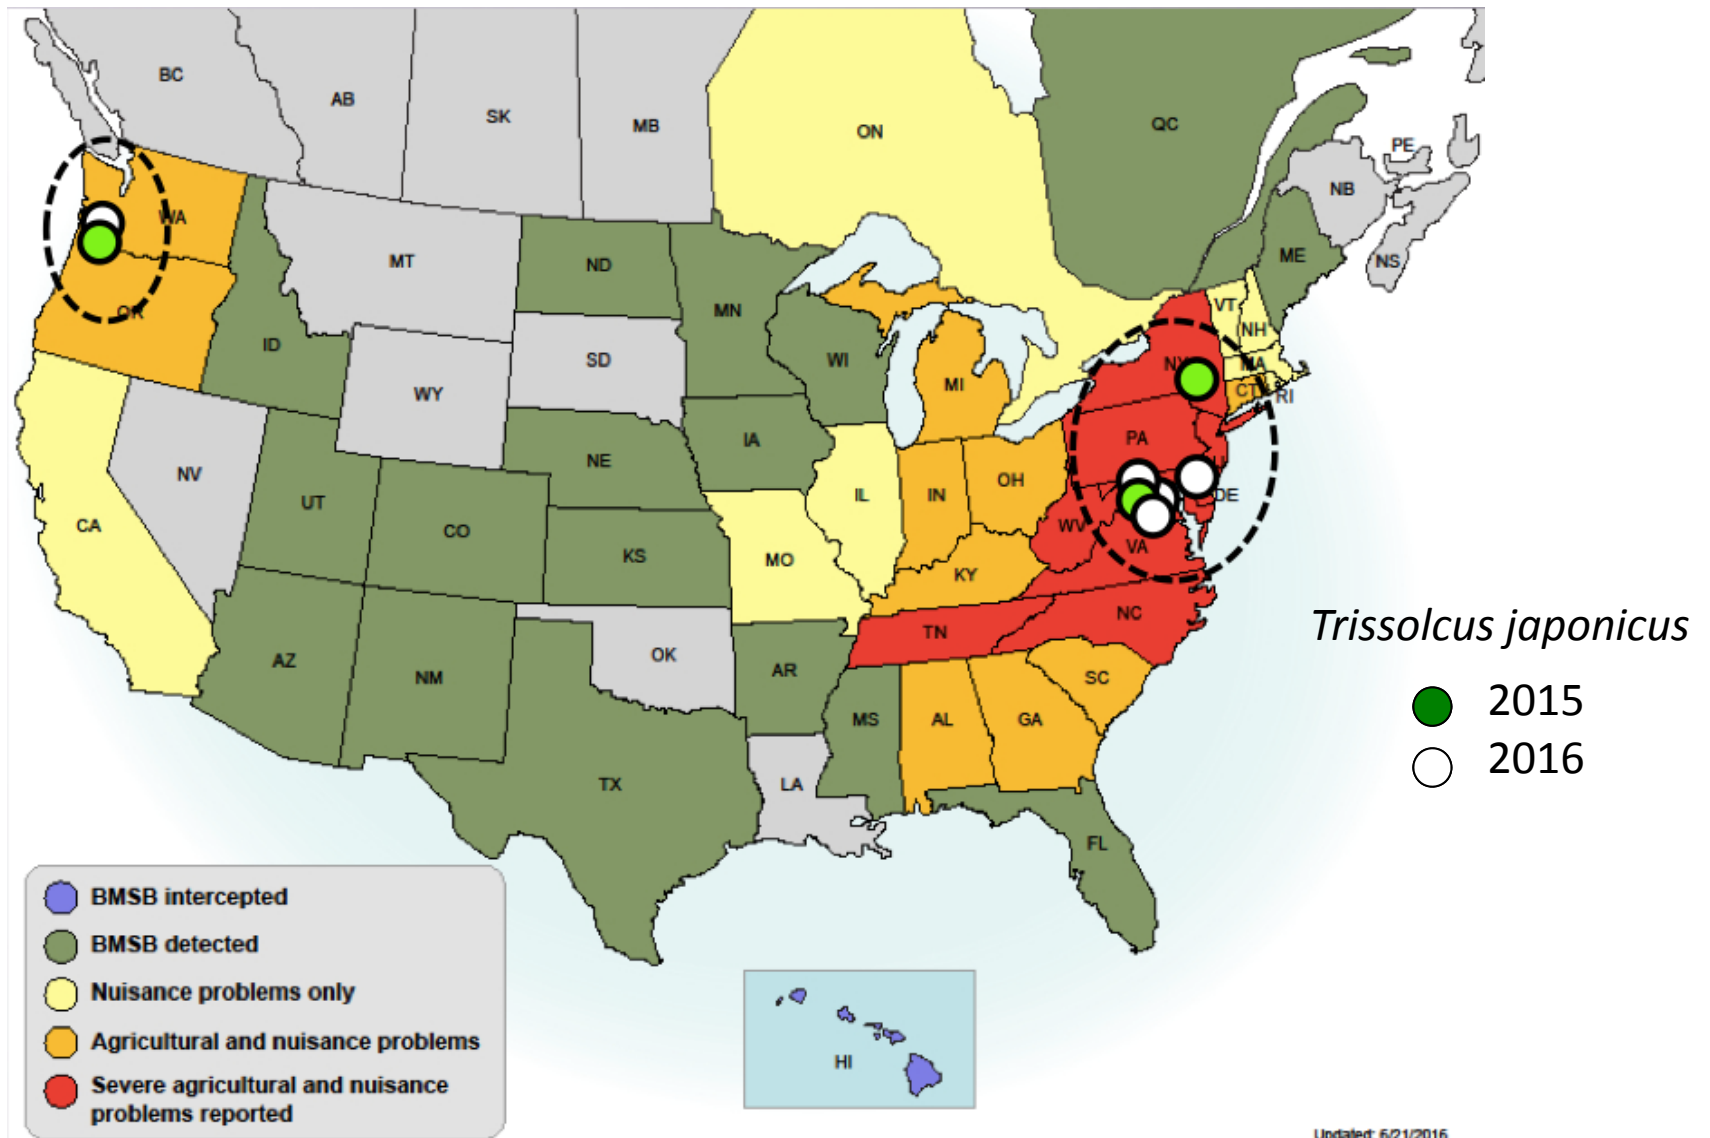 BC
AB
SK
MB
ON
QC
PE
NB
NS
ME
WA
MT
ND
MN
VT
NH
OR
ID
SD
WI
NY
MA
WY
MI
CT
RI
IA
PA
NV
NE
UT
CO
IL
IN
OH
DE
CA
KS
MO
WV
VA
KY
NC
TN
AZ
NM
OK
AR
SC
MS
AL
GA
TX
LA
FL
HI
Trissolcus japonicus
2015
2016
BMSB intercepted
BMSB detected
Nuisance problems only
Agricultural and nuisance problems
Severe agricultural and nuisance
problems reported
Updated: 6/21/2016